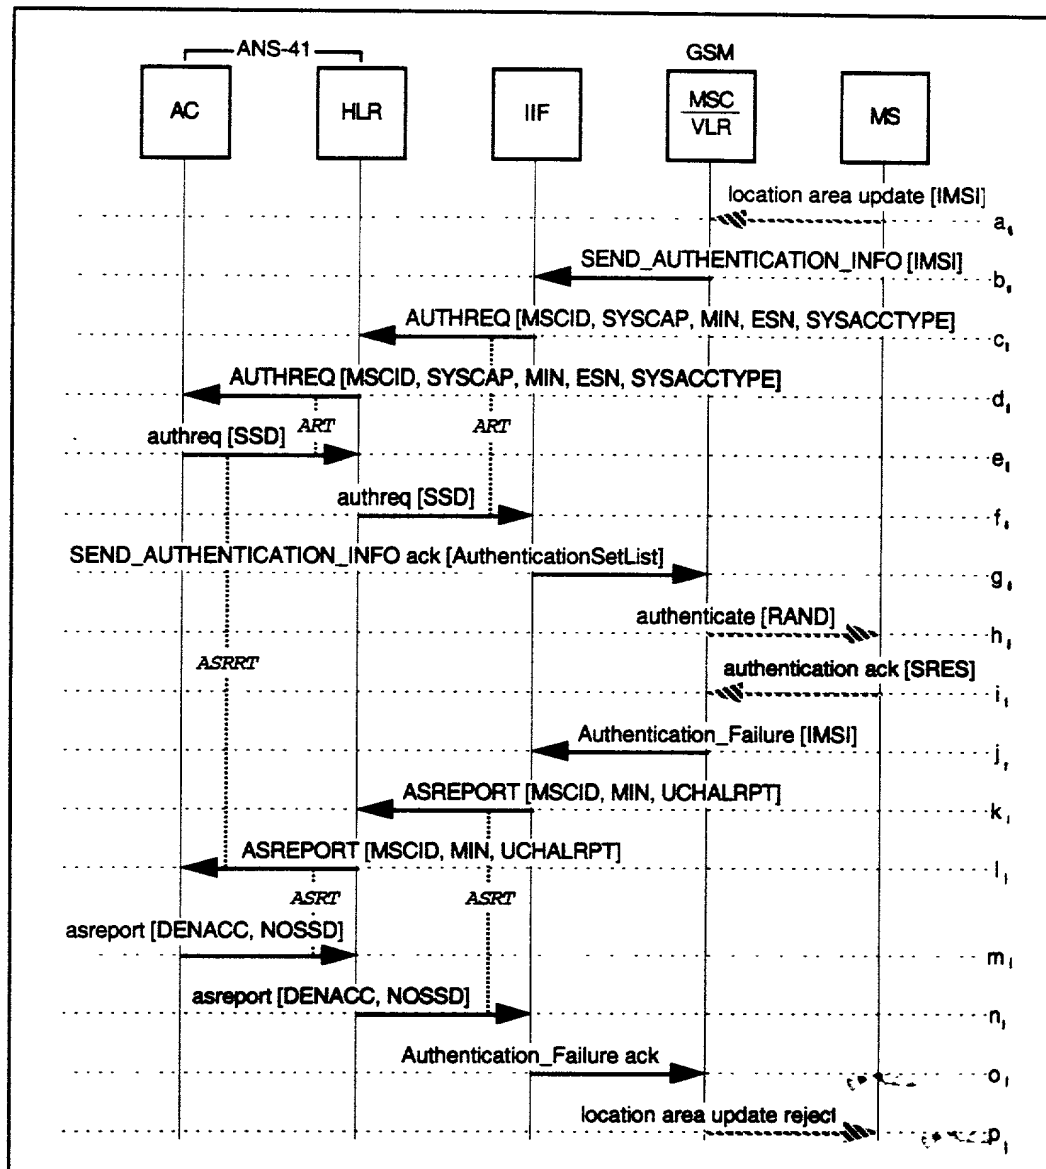 ANS-41
GSM
AC
HLR
IIF
MSC
VLR
MS
location area update [IMSI]
a
SEND_AUTHENTICATION_INFO [IMSI]
b
AUTHREQ [MSCID, SYSCAP, MIN, ESN, SYSACCTYPE]
c
AUTHREQ [MSCID, SYSCAP, MIN, ESN, SYSACCTYPE]
d
ART
ART
authreq [SSD]
e
authreq [SSD]
f
SEND_AUTHENTICATION_INFO ack [AuthenticationSetList]
g
authenticate [RAND]
h
ASRRT
authentication ack [SRES]
i
Authentication_Failure [IMSI]
j
ASREPORT [MSCID, MIN, UCHALRPT]
k
ASREPORT [MSCID, MIN, UCHALRPT]
l
ASRT
ASRT
asreport [DENACC, NOSSD]
m
asreport [DENACC, NOSSD]
n
Authentication_Failure ack
o
location area update reject
p